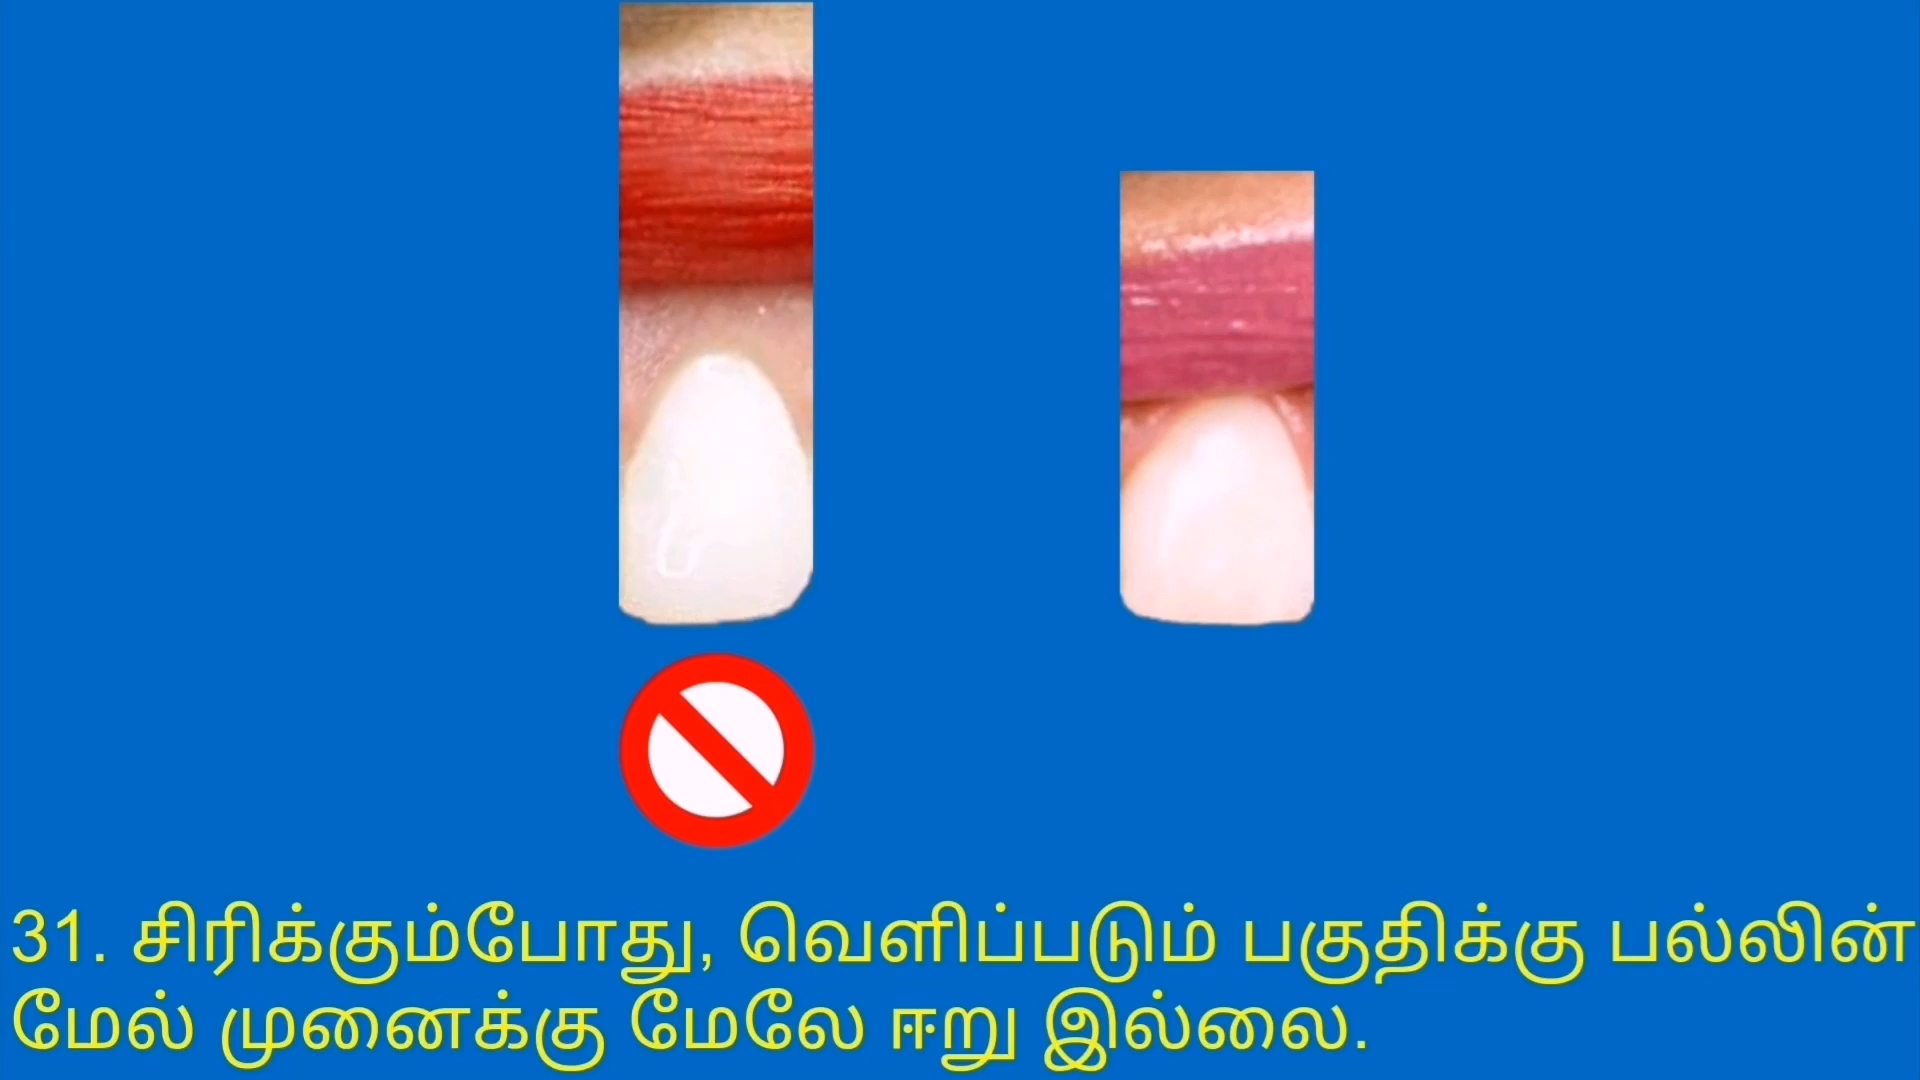 31. சிரிக்கும்போது, வெளிப்படும் பகுதிக்கு பல்லின்
மேல் முனைக்கு மேலே ஈறு இல்லை.